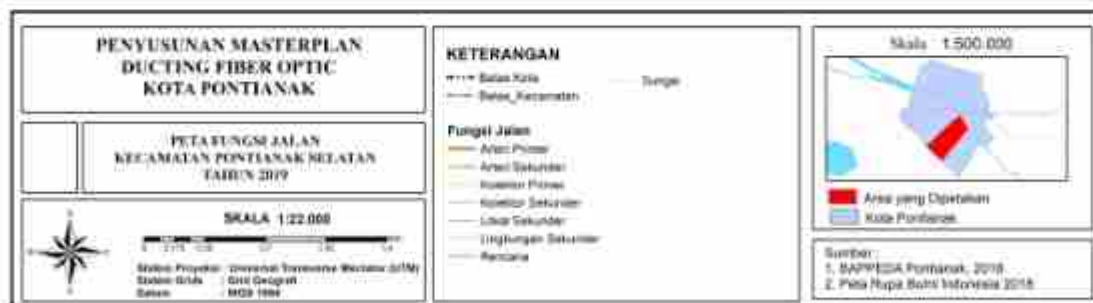 PENYUSUNAN MASTERPLAN
DUCTING FIBER OPTIC
KOTA PONTIANAK
PETA FUNGSI JALAN
KECAMATAN PONTIANAK SELATAN
TAHUN 2019
SKALA 1:22.000
Sistem Proyeksi : Universal Transverse Mercator (UTM)
Sistem Grids : Grid Geografi
Datum : WGS 1984
KETERANGAN
Batas Kota
Sungai
Batas_Kecamatan
Fungsi Jalan
Arteri Primer
Arteri Sekunder
Kolektor Primer
Kolektor Sekunder
Lokal Sekunder
Lingkungan Sekunder
Rencana
Skala 1:500.000
Area yang Dipetakan
Kota Pontianak
Sumber :
1. BAPPEDA Pontianak, 2018
2. Peta Rupa Bumi Indonesia 2018